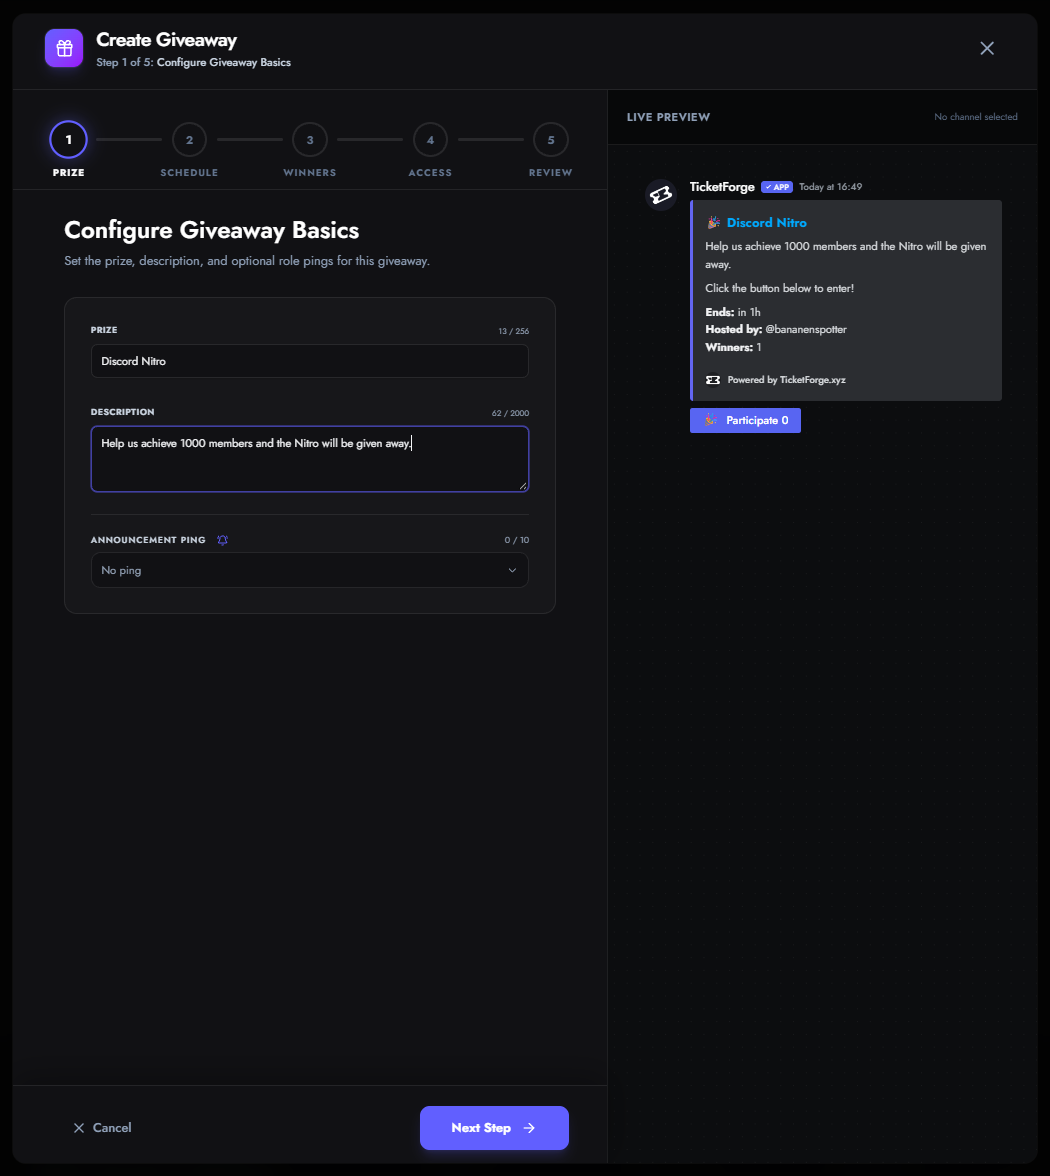 Create Giveaway
Step 1 of 5: Configure Giveaway Basics
1
2
3
4
5
PRIZE
SCHEDULE
WINNERS
ACCESS
REVIEW
Configure Giveaway Basics
Set the prize, description, and optional role pings for this giveaway.
PRIZE
13 / 256
Discord Nitro
DESCRIPTION
62 / 2000
Help us achieve 1000 members and the Nitro will be given away.
ANNOUNCEMENT PING
0 / 10
No ping
Cancel
Next Step
LIVE PREVIEW
No channel selected
TicketForge APP Today at 16:49
Discord Nitro
Help us achieve 1000 members and the Nitro will be given
away.
Click the button below to enter!
Ends: in 1h
Hosted by: @bananenspotter
Winners: 1
Powered by TicketForge.xyz
Participate 0